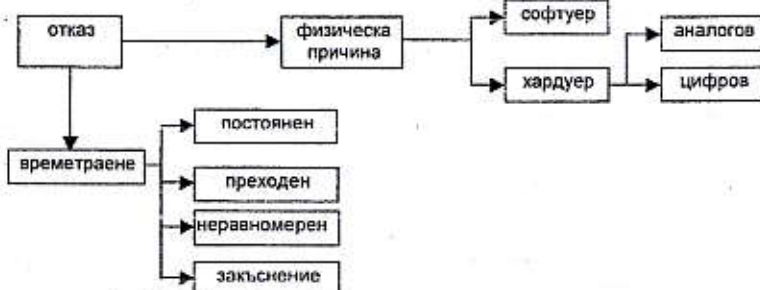 отказ
физическа
причина
софтуер
хардуер
аналогов
цифров
времетраене
постоянен
преходен
неравномерен
закъснение